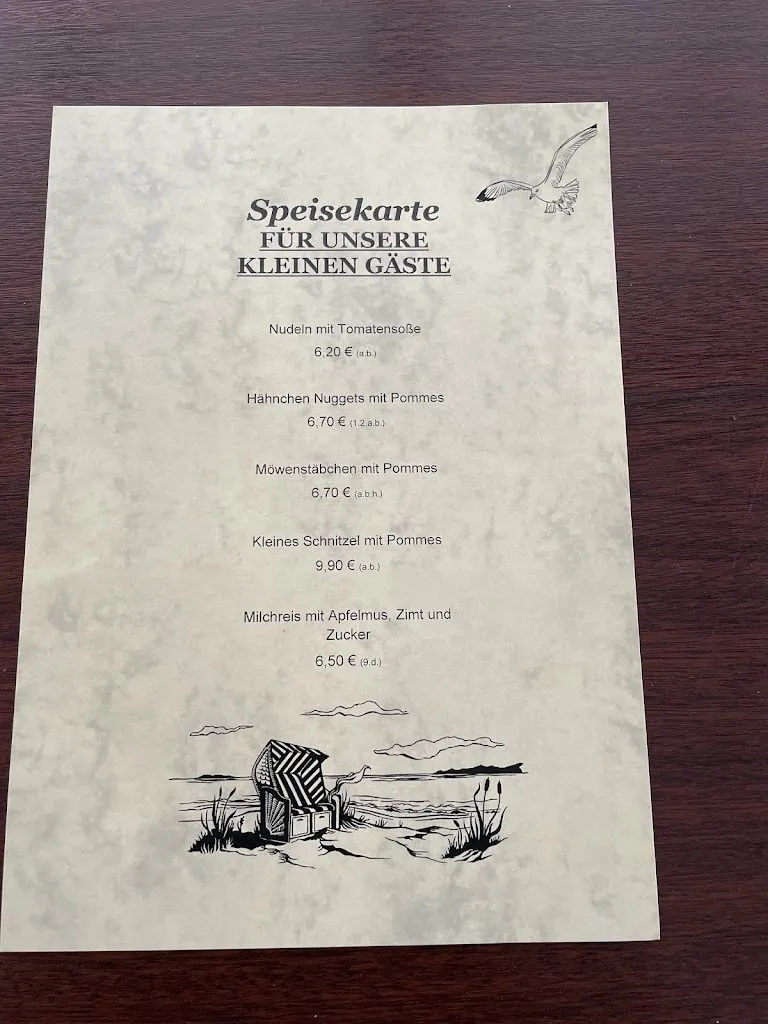 Speisekarte
FÜR UNSERE
KLEINEN GÄSTE
Nudeln mit Tomatensoße
6,20 € (a.b.)
Hähnchen Nuggets mit Pommes
6,70 € (1.2.a.b.)
Möwenstäbchen mit Pommes
6,70 € (a.b.h.)
Kleines Schnitzel mit Pommes
9,90 € (a.b.)
Milchreis mit Apfelmus, Zimt und
Zucker
6,50 € (9.d.)